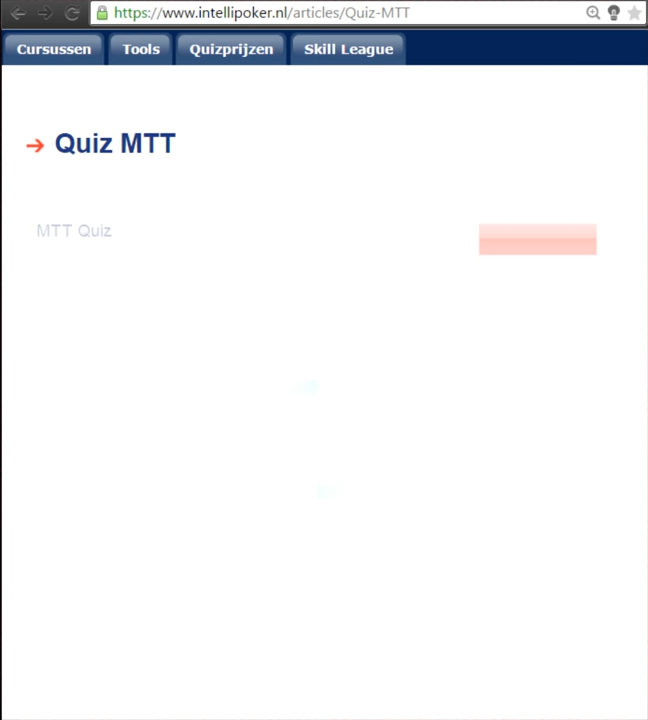 https://www.intellipoker.nl/articles/Quiz-MTT
Cursussen Tools Quizprijzen Skill League
Quiz MTT
MTT Quiz